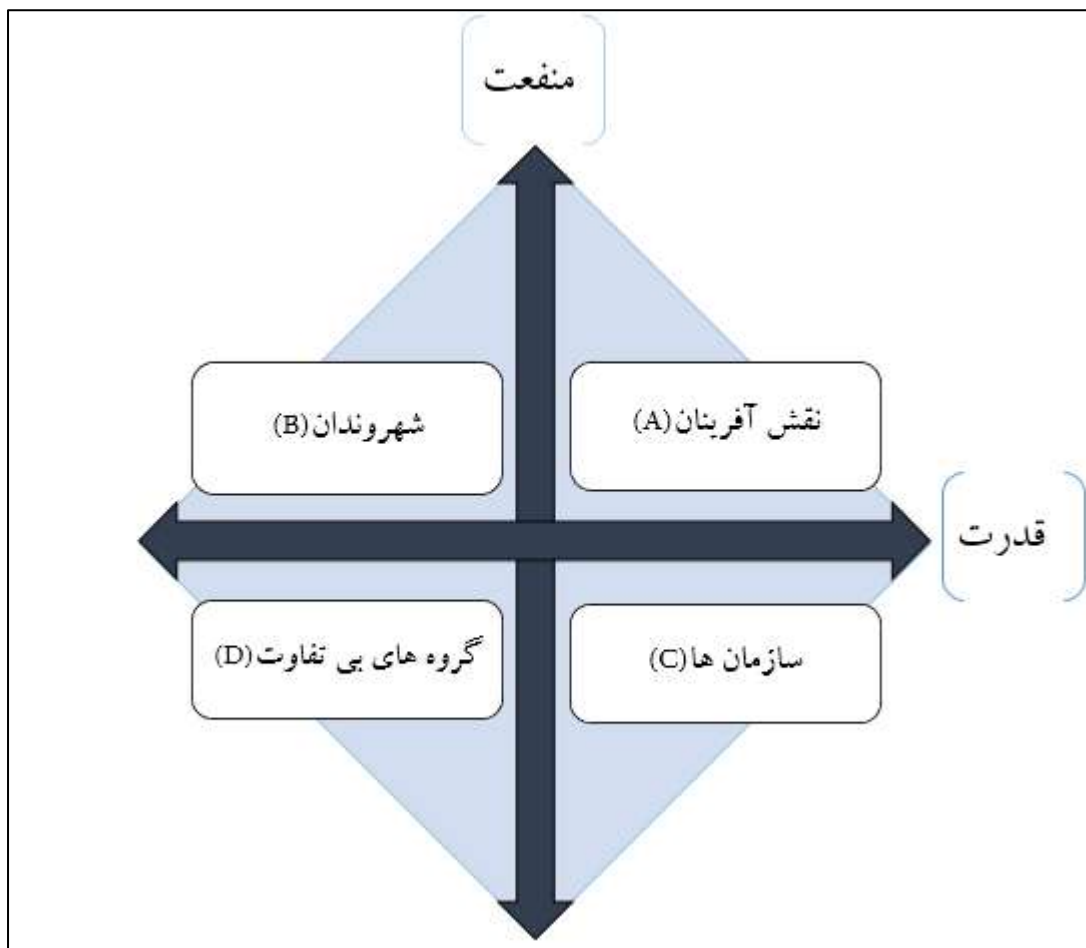 منفعت
نقش آفرینان(A)
شهروندان(B)
قدرت
سازمان ها(C)
گروه های بی تفاوت(D)